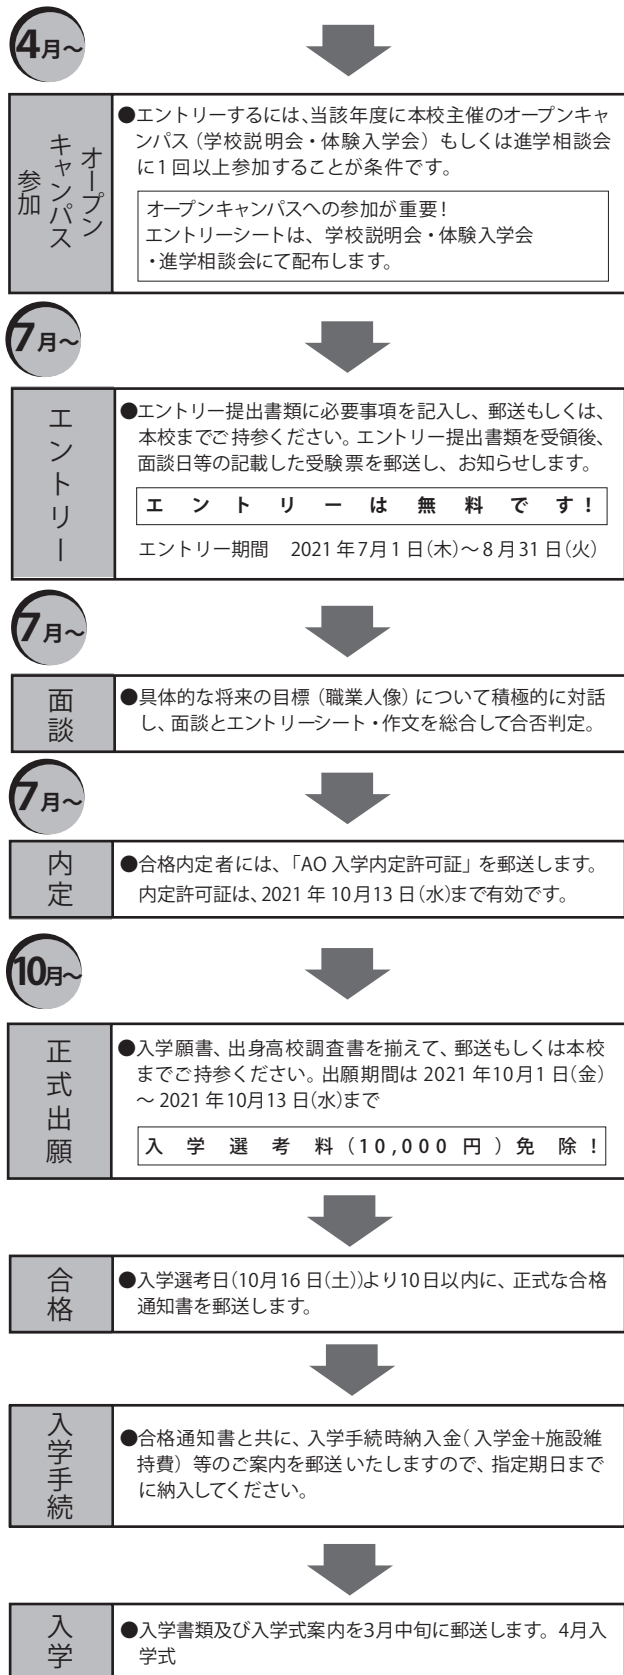 4月～
オープン
キャンパス
参加
●エントリーするには、当該年度に本校主催のオープンキャ
ンパス（学校説明会・体験入学会）もしくは進学相談会
に1回以上参加することが条件です。
オープンキャンパスへの参加が重要！
エントリーシートは、学校説明会・体験入学会
・進学相談会にて配布します。
7月～
エントリー
●エントリー提出書類に必要事項を記入し、郵送もしくは、
本校までご持参ください。エントリー提出書類を受領後、
面談日等の記載した受験票を郵送し、お知らせします。
エントリーは無料です！
エントリー期間　2021年7月1日（木）～8月31日（火）
7月～
面談
●具体的な将来の目標（職業人像）について積極的に対話
し、面談とエントリーシート・作文を総合して合否判定。
7月～
内定
●合格内定者には、「AO入学内定許可証」を郵送します。
内定許可証は、2021年10月13日（水）まで有効です。
10月～
正式出願
●入学願書、出身高校調査書を揃えて、郵送もしくは本校
までご持参ください。出願期間は2021年10月1日（金）
～2021年10月13日（水）まで
入学選考料（10,000円）免除！
合格
●入学選考日（10月16日（土））より10日以内に、正式な合格
通知書を郵送します。
入学手続
●合格通知書と共に、入学手続時納入金（入学金+施設維
持費）等のご案内を郵送いたしますので、指定期日まで
に納入してください。
入学
●入学書類及び入学式案内を3月中旬に郵送します。4月入
学式